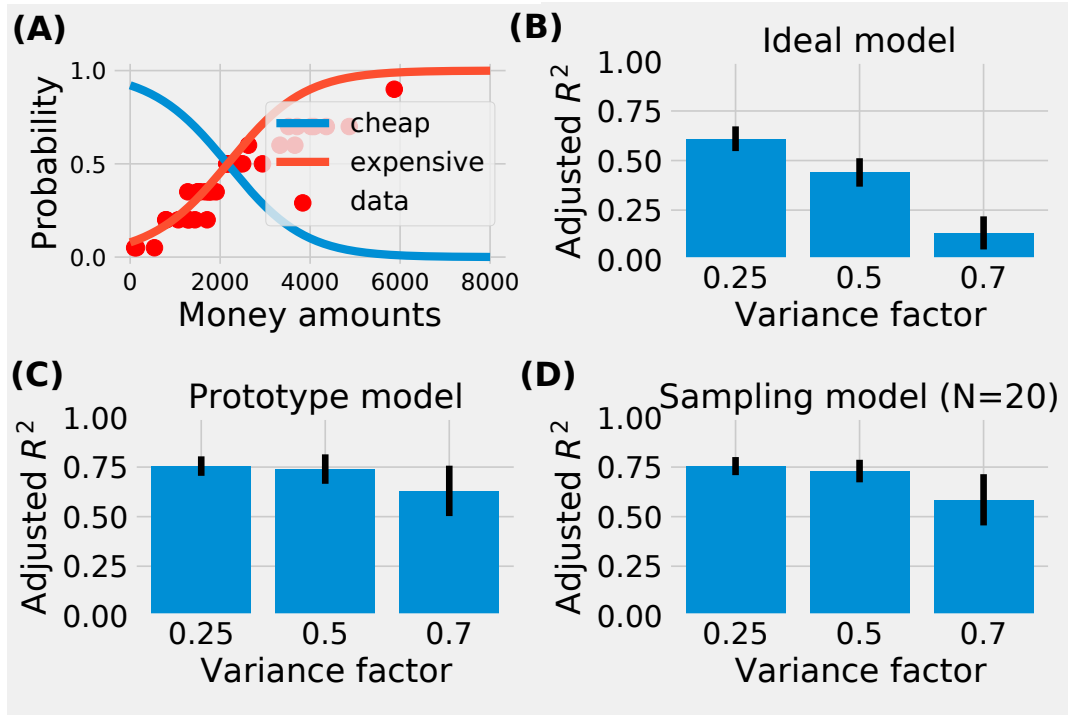 (A)
Probability
1.0
0.5
0.0
cheap
expensive
data
0 2000 4000 6000 8000
Money amounts
(B)
Ideal model
Adjusted R²
1.00
0.75
0.50
0.25
0.00
0.25 0.5 0.7
Variance factor
(C)
Prototype model
Adjusted R²
1.00
0.75
0.50
0.25
0.00
0.25 0.5 0.7
Variance factor
(D)
Sampling model (N=20)
Adjusted R²
1.00
0.75
0.50
0.25
0.00
0.25 0.5 0.7
Variance factor